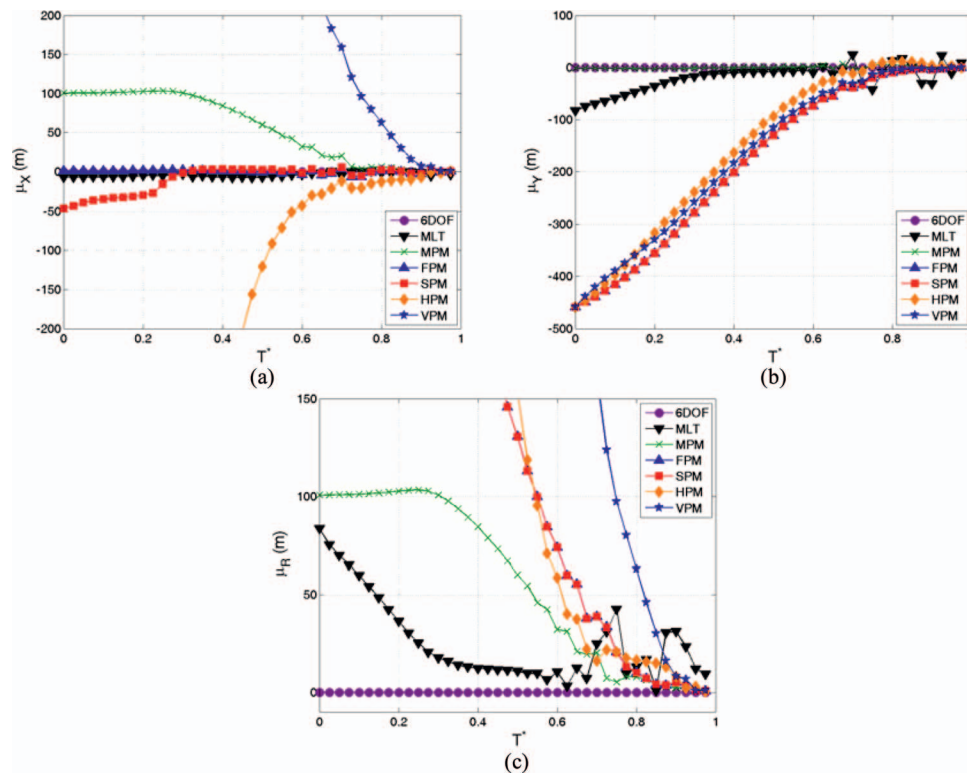 200
150
100
50
0
-50
-100
-150
-200
μX (m)
0 0.2 0.4 0.6 0.8 1
T*
6DOF
MLT
MPM
FPM
SPM
HPM
VPM
(a)
100
0
-100
-200
-300
-400
-500
μY (m)
0 0.2 0.4 0.6 0.8
T*
6DOF
MLT
MPM
FPM
SPM
HPM
VPM
(b)
150
100
50
0
μR (m)
0 0.2 0.4 0.6 0.8 1
T*
6DOF
MLT
MPM
FPM
SPM
HPM
VPM
(c)